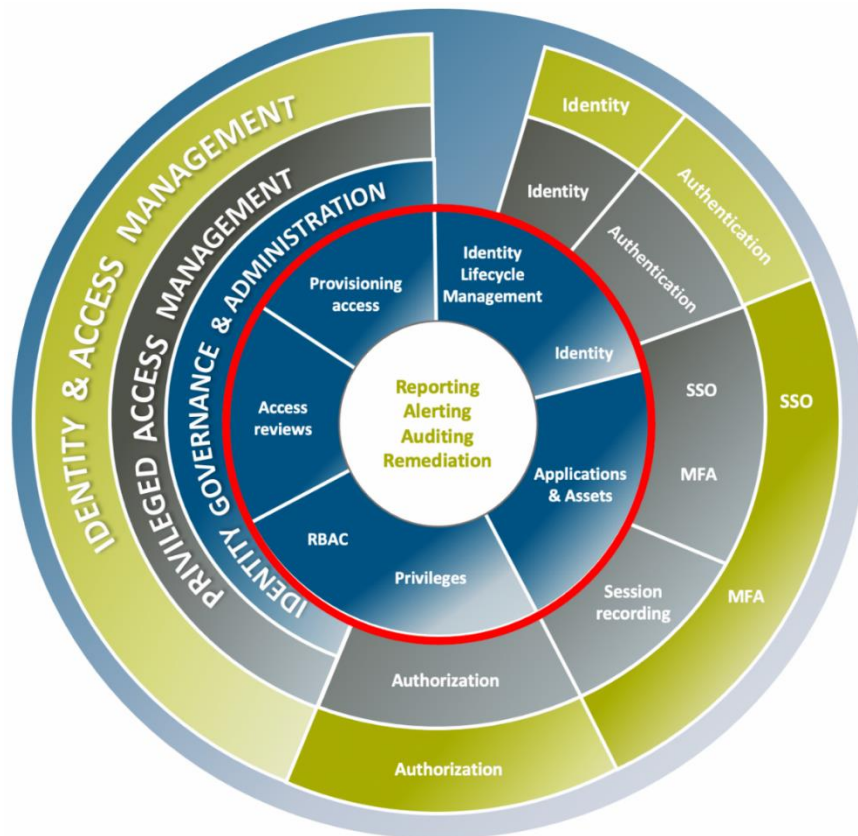 IDENTITY & ACCESS MANAGEMENT
PRIVILEGED ACCESS MANAGEMENT
IDENTITY GOVERNANCE & ADMINISTRATION
Identity
Authentication
Identity
Authentication
SSO
MFA
SSO
MFA
Session
recording
Authorization
Authorization
Provisioning
access
Identity
Lifecycle
Management
Identity
Access
reviews
Applications
& Assets
RBAC
Privileges
Reporting
Alerting
Auditing
Remediation